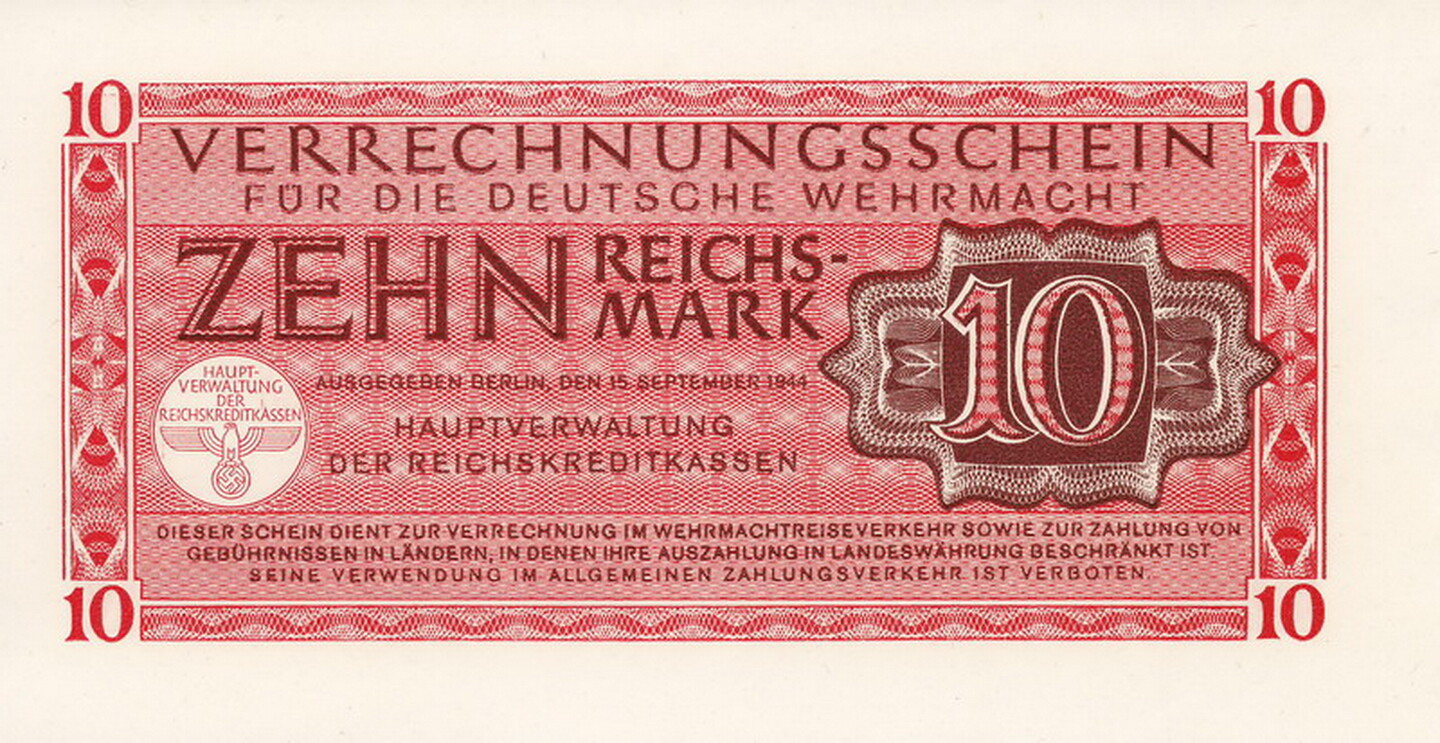 10
10
VERRECHNUNGSSCHEIN
FÜR DIE DEUTSCHE WEHRMACHT
ZEHN REICHS-
MARK
10
HAUPT-
VERWALTUNG
DER
REICHSKREDITKASSEN
AUSGEGEBEN BERLIN, DEN 15 SEPTEMBER 1944
HAUPTVERWALTUNG
DER REICHSKREDITKASSEN
DIESER SCHEIN DIENT ZUR VERRECHNUNG IM WEHRMACHTREISEVERKEHR SOWIE ZUR ZAHLUNG VON
GEBÜHRNISSEN IN LÄNDERN, IN DENEN IHRE AUSZAHLUNG IN LANDESWÄHRUNG BESCHRÄNKT IST.
SEINE VERWENDUNG IM ALLGEMEINEN ZAHLUNGSVERKEHR IST VERBOTEN.
10
10